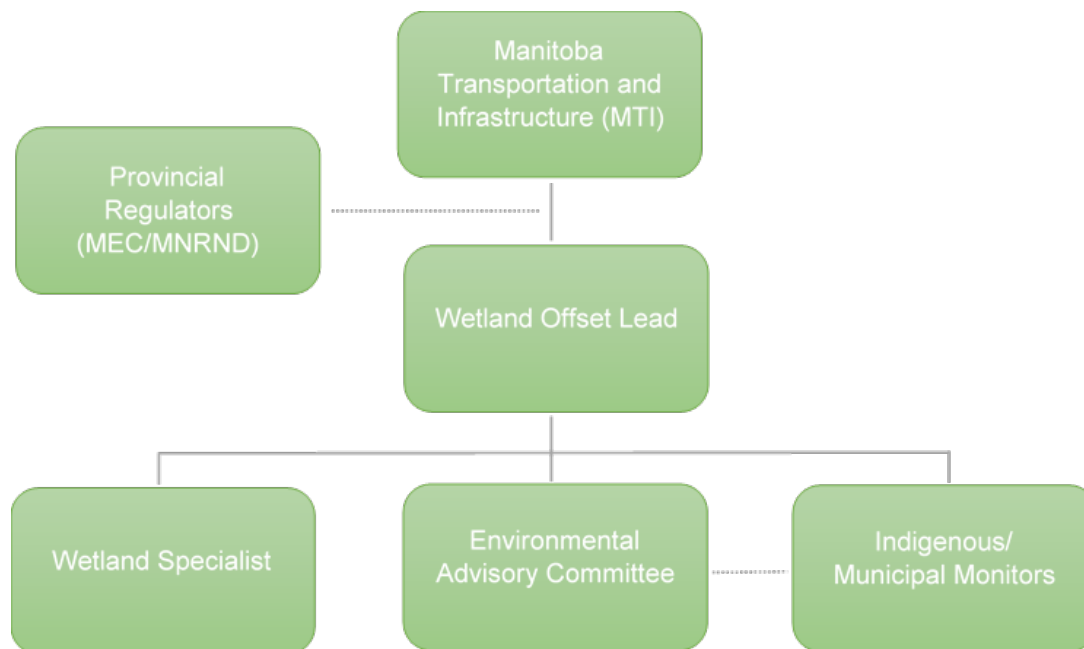 Manitoba
Transportation and
Infrastructure (MTI)
Provincial
Regulators
(MEC/MNRND)
Wetland Offset Lead
Wetland Specialist
Environmental
Advisory Committee
Indigenous/
Municipal Monitors